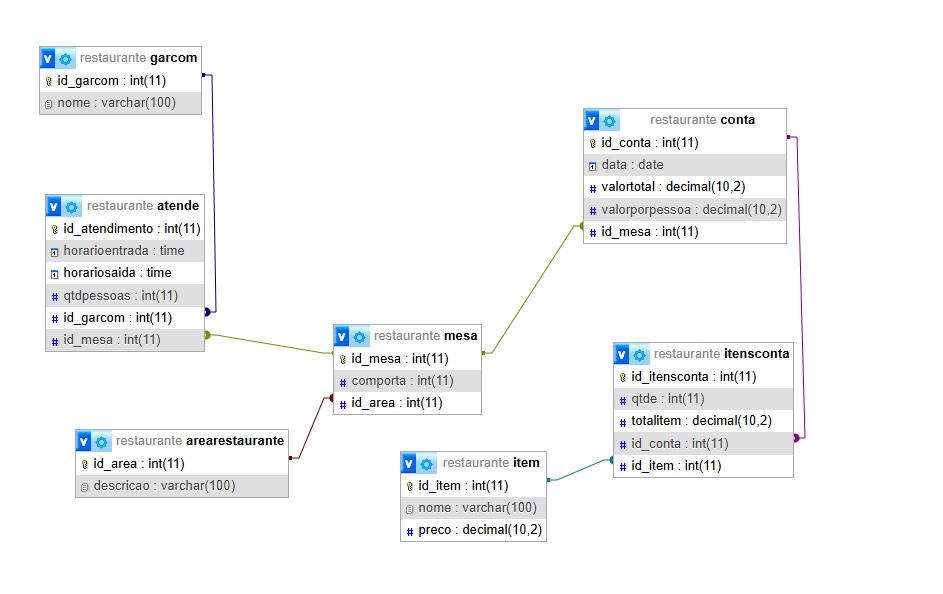 restaurante garcom
id_garcom : int(11)
nome : varchar(100)
restaurante atende
id_atendimento : int(11)
horarioentrada : time
horariosaida : time
qtdpessoas : int(11)
id_garcom : int(11)
id_mesa : int(11)
restaurante arearestaurante
id_area : int(11)
descricao : varchar(100)
restaurante mesa
id_mesa : int(11)
comporta : int(11)
id_area : int(11)
restaurante item
id_item : int(11)
nome : varchar(100)
preco : decimal(10,2)
restaurante conta
id_conta : int(11)
data : date
valortotal : decimal(10,2)
valorporpessoa : decimal(10,2)
id_mesa : int(11)
restaurante itensconta
id_itensconta : int(11)
qtde : int(11)
totalitem : decimal(10,2)
id_conta : int(11)
id_item : int(11)